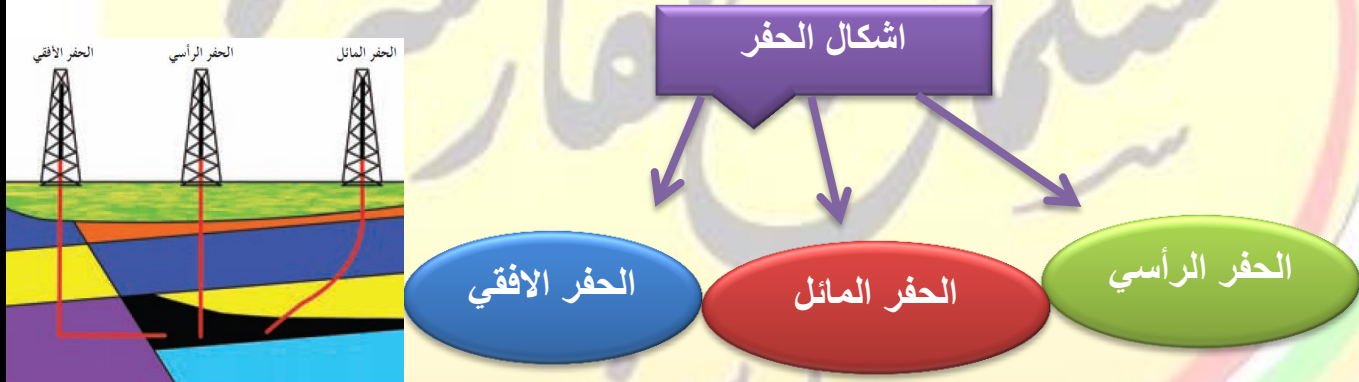 اشكال الحفر
الحفر الرأسي
الحفر المائل
الحفر الافقي
الحفر المائل
الحفر الرأسي
الحفر الأفقي